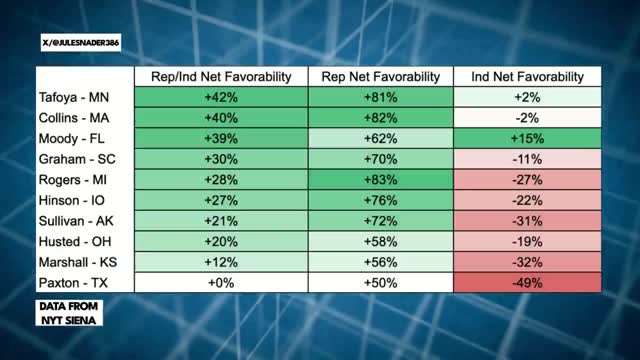 X/@JULESNADER386
Rep/Ind Net Favorability Rep Net Favorability Ind Net Favorability
Tafoya - MN +42% +81% +2%
Collins - MA +40% +82% -2%
Moody - FL +39% +62% +15%
Graham - SC +30% +70% -11%
Rogers - MI +28% +83% -27%
Hinson - IO +27% +76% -22%
Sullivan - AK +21% +72% -31%
Husted - OH +20% +58% -19%
Marshall - KS +12% +56% -32%
Paxton - TX +0% +50% -49%
DATA FROM
NYT SIENA